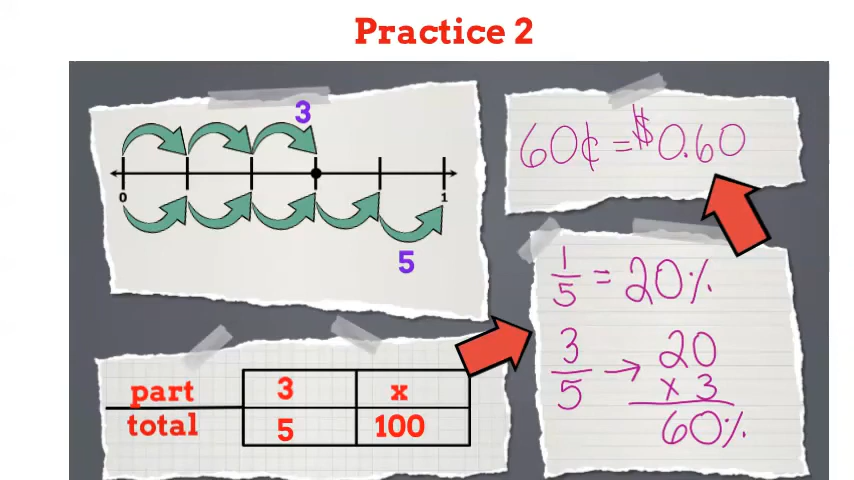 Practice 2
3
0 1
5
60¢ = $0.60
1/5 = 20%
3/5 → 20
x 3
60%
part 3 x
total 5 100